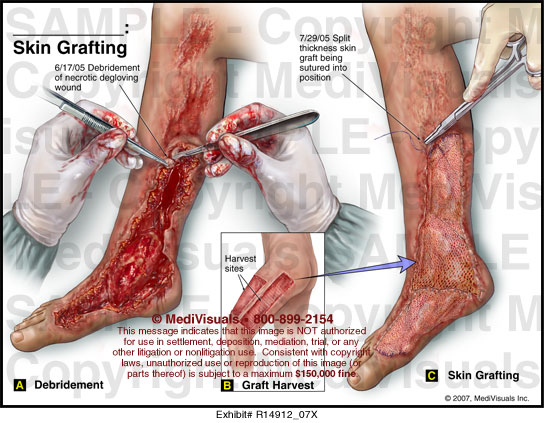 ____________:
Skin Grafting
6/17/05 Debridement
of necrotic degloving
wound
7/29/05 Split
thickness skin
graft being
sutured into
position
Harvest
sites
© MediVisuals • 800-899-2154
This message indicates that this image is NOT authorized
for use in settlement, deposition, mediation, trial, or any
other litigation or nonlitigation use. Consistent with copyright
laws, unauthorized use or reproduction of this image (or
parts thereof) is subject to a maximum $150,000 fine.
A Debridement
B Graft Harvest
C Skin Grafting
© 2007, MediVisuals Inc.
Exhibit# R14912_07X
SAMPLE - Copyright MediVisuals